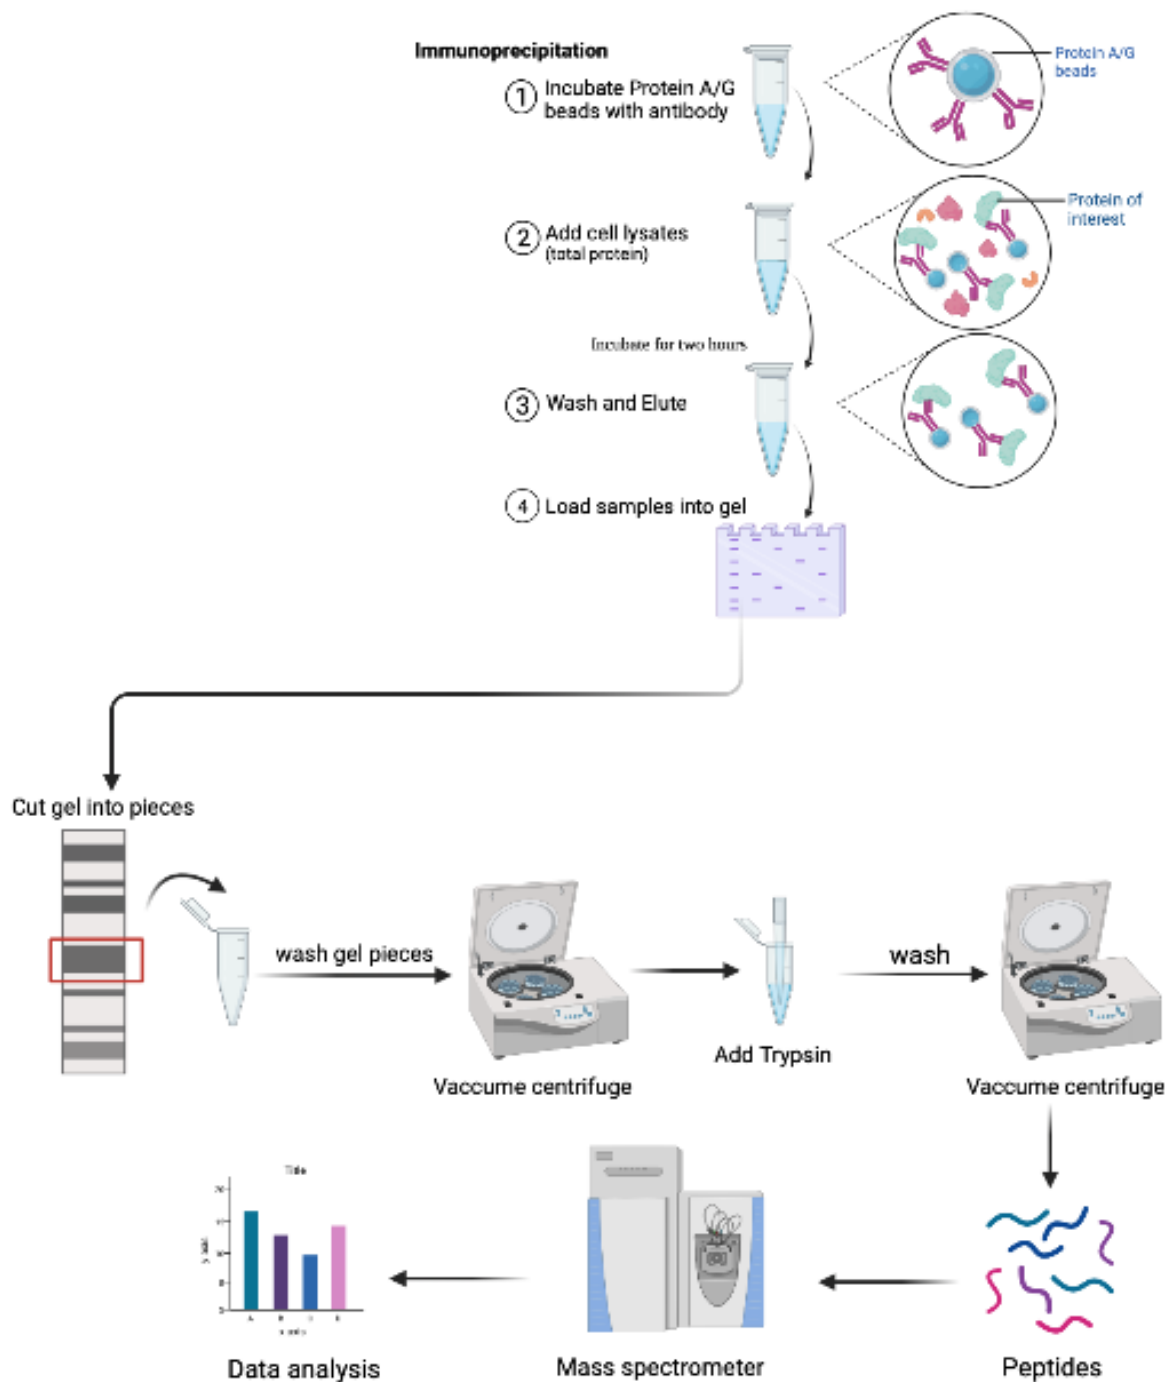 Immunoprecipitation
1 Incubate Protein A/G
beads with antibody
Protein A/G
beads
2 Add cell lysates
(total protein)
Protein of
interest
Incubate for two hours
3 Wash and Elute
4 Load samples into gel
Cut gel into pieces
wash gel pieces
Vaccume centrifuge
Add Trypsin
wash
Vaccume centrifuge
Title
20
A
Data analysis
Mass spectrometer
Peptides